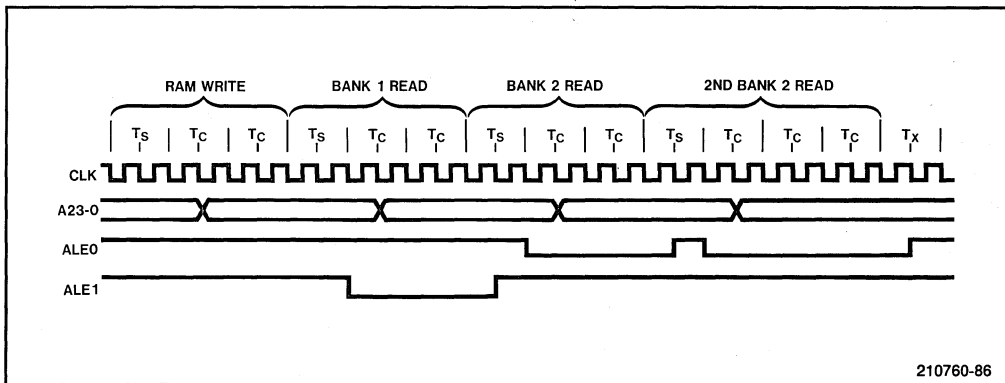 RAM WRITE BANK 1 READ BANK 2 READ 2ND BANK 2 READ
TS TC TC TS TC TC TS TC TC TS TC TC TC TX
CLK
A23-0
ALE0
ALE1
210760-86